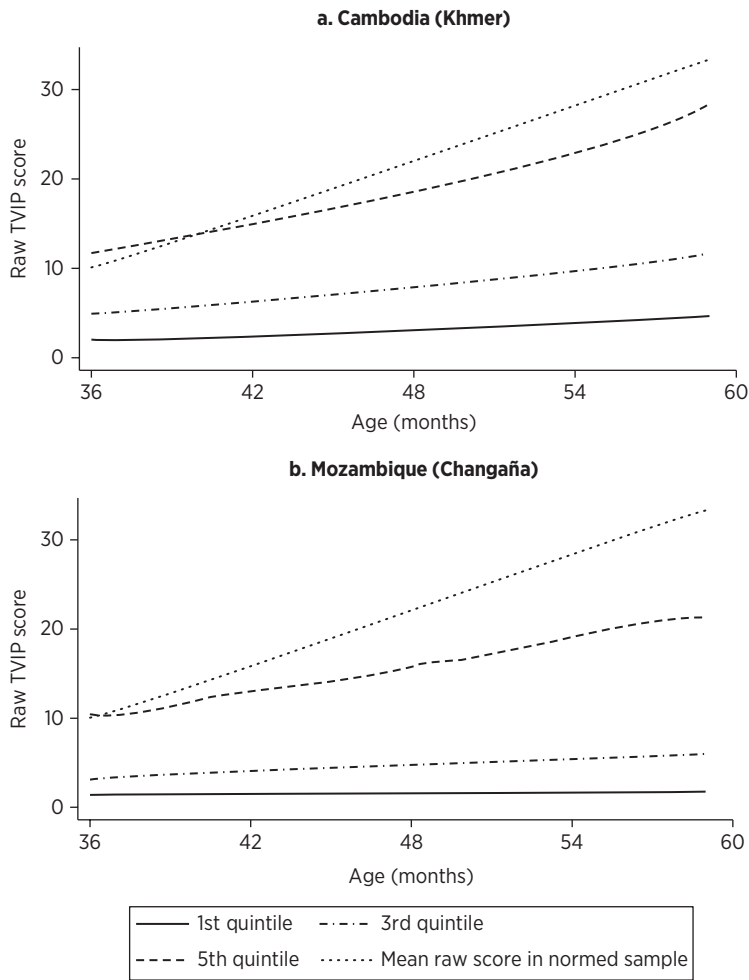 a. Cambodia (Khmer)
30
20
10
0
Raw TVIP score
36 42 48 54 60
Age (months)
b. Mozambique (Changaña)
30
20
10
0
Raw TVIP score
36 42 48 54 60
Age (months)
1st quintile 3rd quintile
5th quintile Mean raw score in normed sample